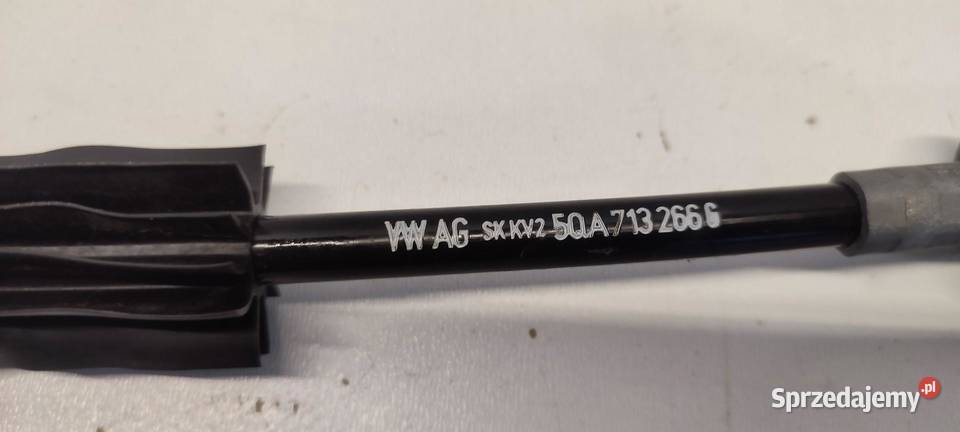 VW AG SK KV2 5QA 713 266 G
Sprzedajemy.pl